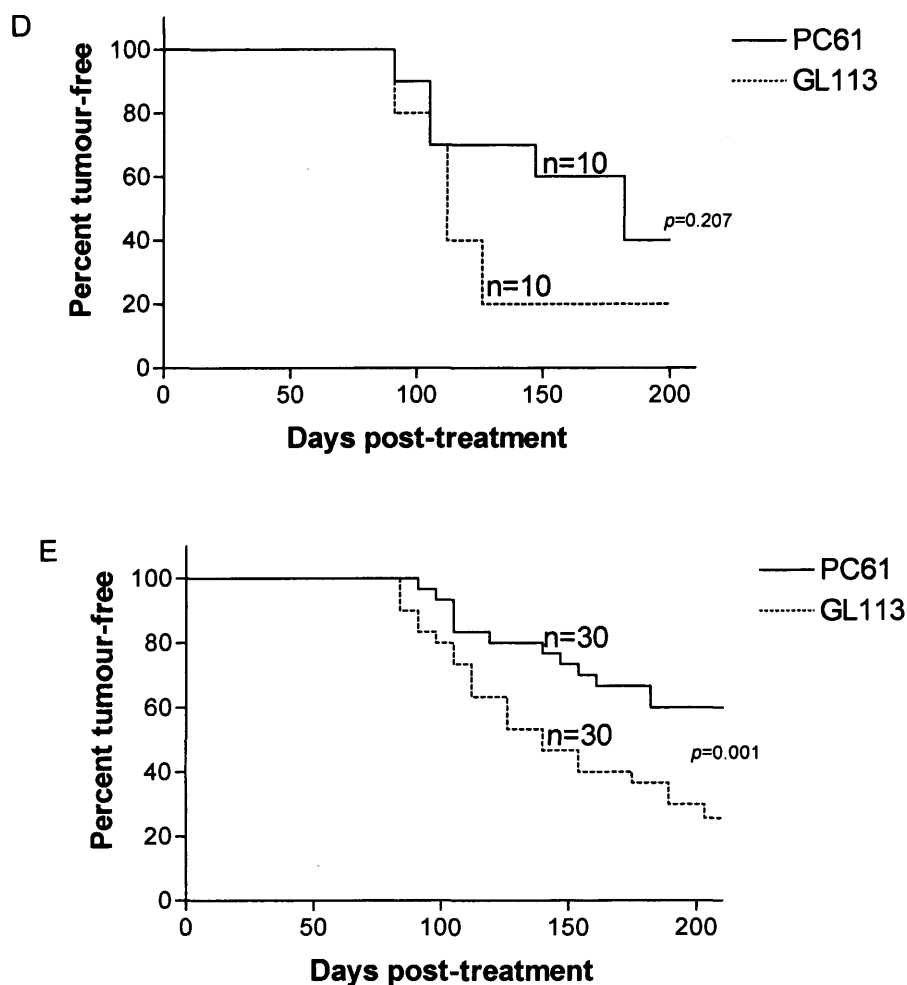 D
PC61
GL113
100
80
60
40
20
0
Percent tumour-free
n=10
n=10
p=0.207
0 50 100 150 200
Days post-treatment
E
PC61
GL113
100
80
60
40
20
0
Percent tumour-free
n=30
n=30
p=0.001
0 50 100 150 200
Days post-treatment